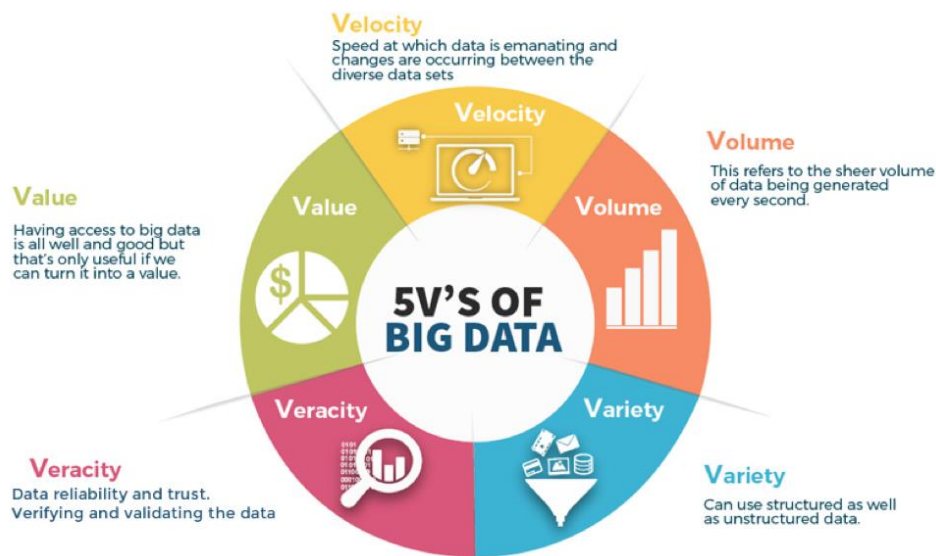 Velocity
Speed at which data is emanating and
changes are occurring between the
diverse data sets
Velocity
Volume
This refers to the sheer volume
of data being generated
every second.
Volume
Value
Having access to big data
is all well and good but
that's only useful if we
can turn it into a value.
Value
$
5V'S OF
BIG DATA
Veracity
Variety
Veracity
Data reliability and trust.
Verifying and validating the data
Variety
Can use structured as well
as unstructured data.